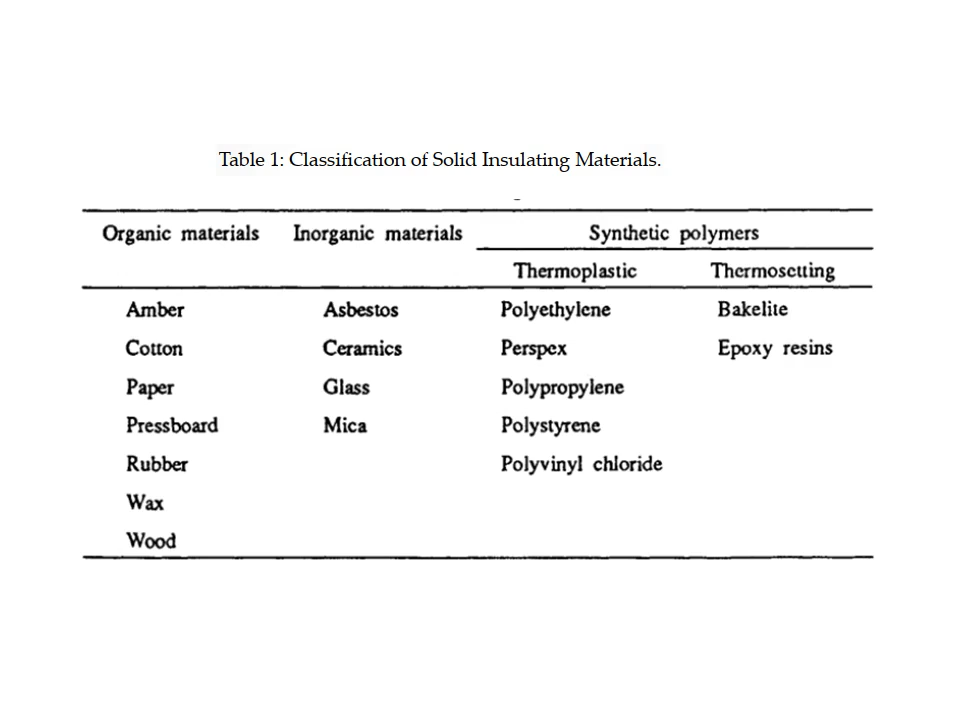 Table 1: Classification of Solid Insulating Materials.
Organic materials Inorganic materials Synthetic polymers
Thermoplastic Thermosetting
Amber Asbestos Polyethylene Bakelite
Cotton Ceramics Perspex Epoxy resins
Paper Glass Polypropylene
Pressboard Mica Polystyrene
Rubber Polyvinyl chloride
Wax
Wood